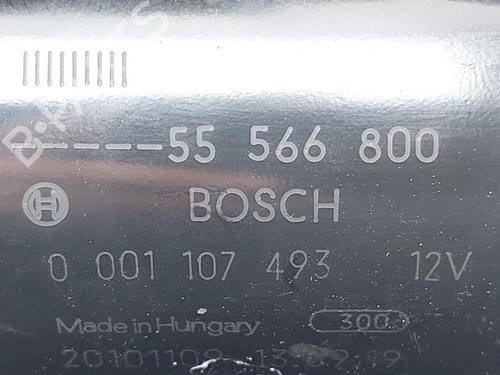 ------55 566 800
BOSCH
0 001 107 493 12V
Made in Hungary 300